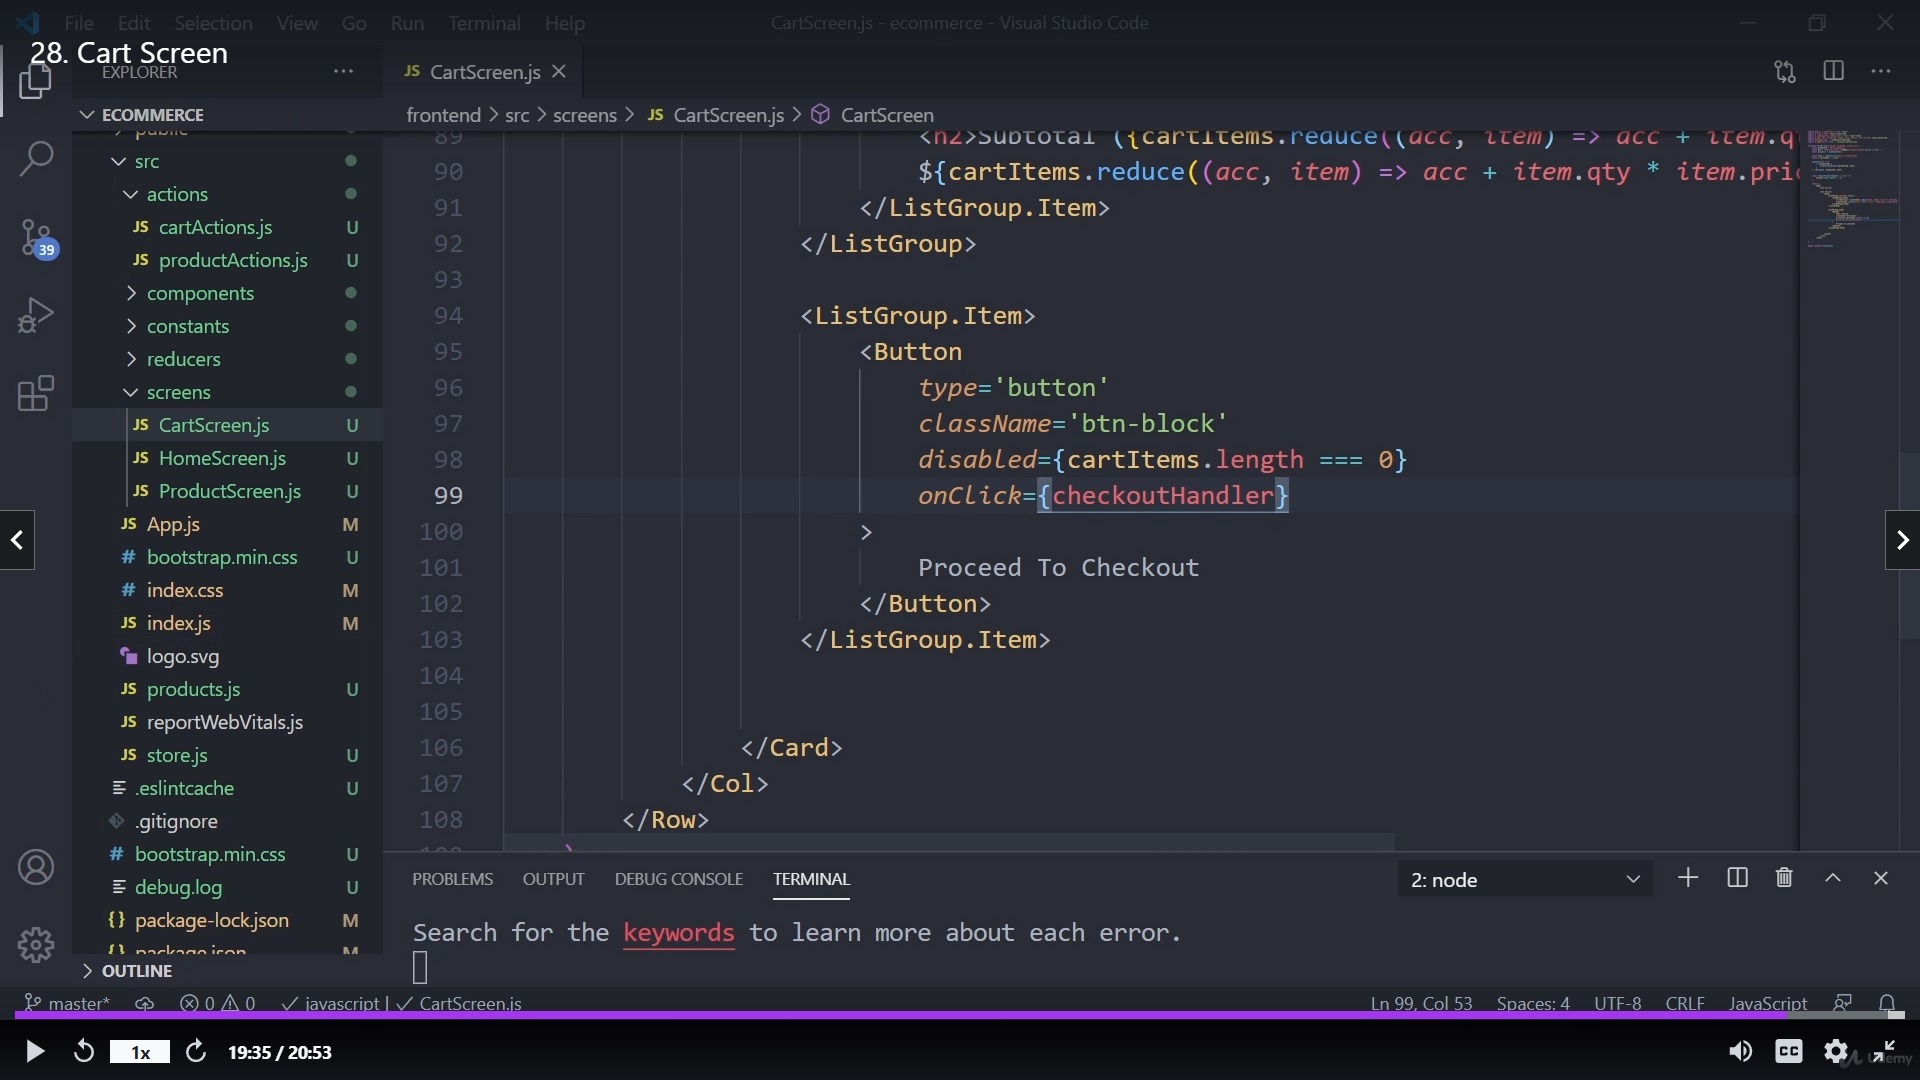 File Edit Selection View Go Run Terminal Help
CartScreen.js - ecommerce - Visual Studio Code
28. Cart Screen
EXPLORER
JS CartScreen.js
ECOMMERCE
frontend > src > screens > JS CartScreen.js > CartScreen
public
src
actions
JS cartActions.js U
JS productActions.js U
components
constants
reducers
screens
JS CartScreen.js U
JS HomeScreen.js U
JS ProductScreen.js U
JS App.js M
# bootstrap.min.css U
# index.css M
JS index.js M
logo.svg
JS products.js U
JS reportWebVitals.js
JS store.js U
.eslintcache U
.gitignore
# bootstrap.min.css U
debug.log U
{} package-lock.json M
{} package.json M
OUTLINE
39
89 <h2>Subtotal ({cartItems.reduce((acc, item) => acc + item.q
90 ${cartItems.reduce((acc, item) => acc + item.qty * item.pri
91 </ListGroup.Item>
92 </ListGroup>
93
94 <ListGroup.Item>
95 <Button
96 type='button'
97 className='btn-block'
98 disabled={cartItems.length === 0}
99 onClick={checkoutHandler}
100 >
101 Proceed To Checkout
102 </Button>
103 </ListGroup.Item>
104
105
106 </Card>
107 </Col>
108 </Row>
109 )
PROBLEMS OUTPUT DEBUG CONSOLE TERMINAL 2: node
Search for the keywords to learn more about each error.
master* 0 0 javascript | CartScreen.js
Ln 99, Col 53 Spaces: 4 UTF-8 CRLF JavaScript
1x 19:35 / 20:53
CC
Udemy